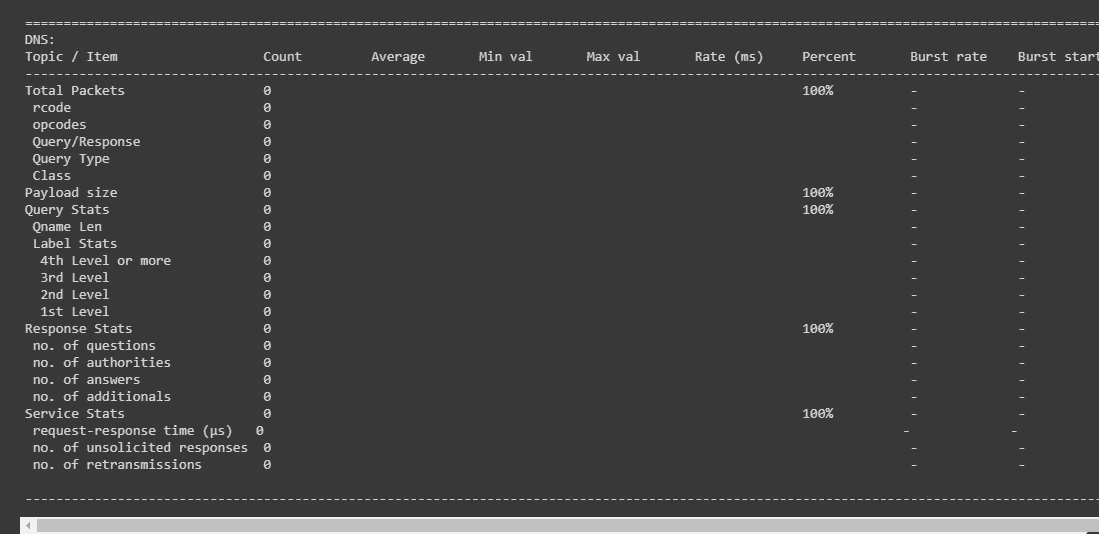 ====================================================================================================================================================
DNS:
Topic / Item                   Count         Average       Min val       Max val       Rate (ms)     Percent       Burst rate    Burst start
----------------------------------------------------------------------------------------------------------------------------------------------------
Total Packets                  0                                                                     100%          -             -
 rcode                         0                                                                                   -             -
 opcodes                       0                                                                                   -             -
 Query/Response                0                                                                                   -             -
 Query Type                    0                                                                                   -             -
 Class                         0                                                                                   -             -
Payload size                   0                                                                     100%          -             -
Query Stats                    0                                                                     100%          -             -
 Qname Len                     0                                                                                   -             -
 Label Stats                   0                                                                                   -             -
  4th Level or more            0                                                                                   -             -
  3rd Level                    0                                                                                   -             -
  2nd Level                    0                                                                                   -             -
  1st Level                    0                                                                                   -             -
Response Stats                 0                                                                     100%          -             -
 no. of questions              0                                                                                   -             -
 no. of authorities            0                                                                                   -             -
 no. of answers                0                                                                                   -             -
 no. of additionals            0                                                                                   -             -
Service Stats                  0                                                                     100%          -             -
 request-response time (µs)   0                                                                                   -             -
 no. of unsolicited responses  0                                                                                   -             -
 no. of retransmissions        0                                                                                   -             -
----------------------------------------------------------------------------------------------------------------------------------------------------